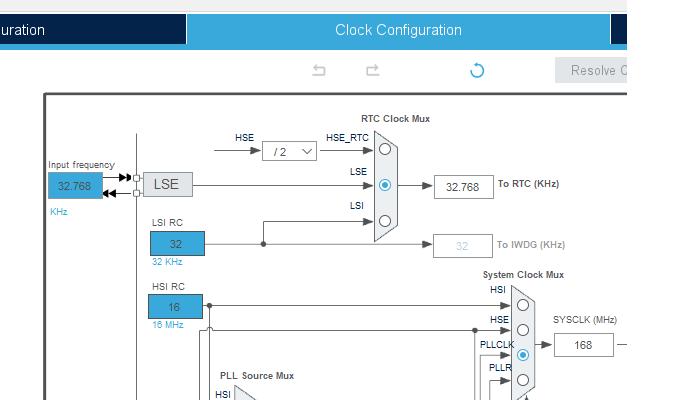 uration
Clock Configuration
Resolve C
RTC Clock Mux
HSE
HSE_RTC
/ 2
Input frequency
LSE
32.768
LSE
32.768
To RTC (KHz)
KHz
LSI
LSI RC
32
32
To IWDG (KHz)
32 KHz
System Clock Mux
HSI RC
HSI
16
HSE
SYSCLK (MHz)
16 MHz
PLLCLK
168
PLLR
PLL Source Mux
HSI